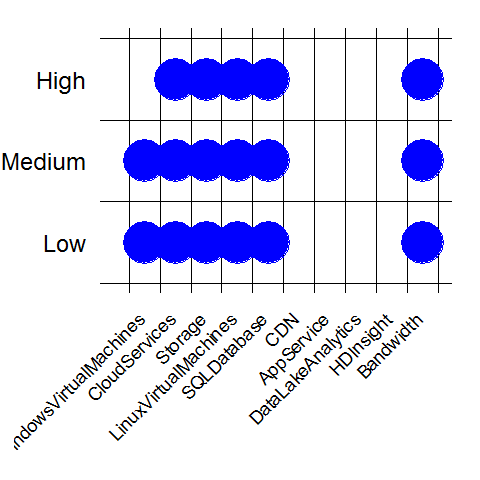 High
Medium
Low
ndowsVirtualMachines
CloudServices
Storage
LinuxVirtualMachines
SQLDatabase
CDN
AppService
DataLakeAnalytics
HDInsight
Bandwidth